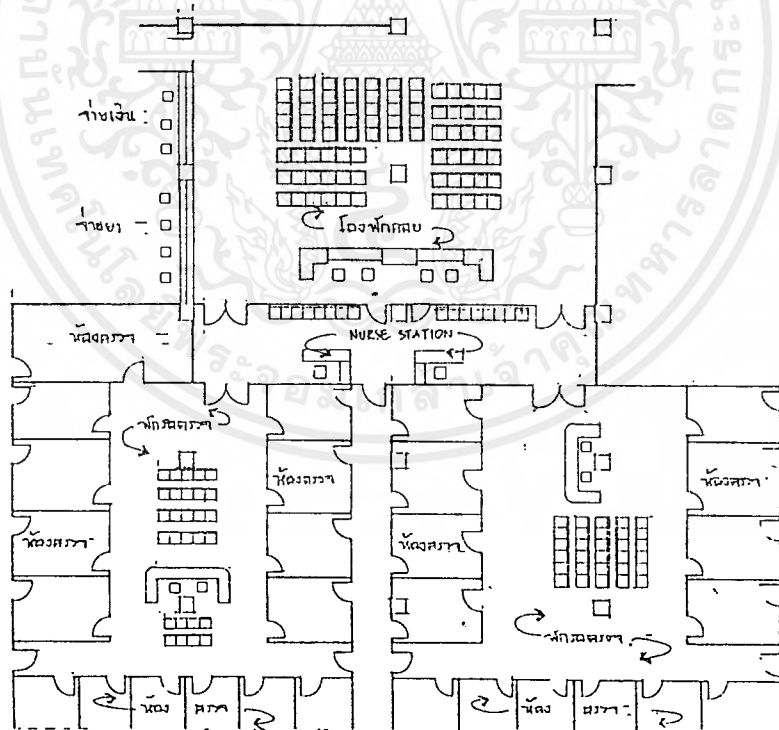 จ่ายเงิน
จ่ายยา
โถงพักคอย
NURSE STATION
ห้องตรวจ
พักรอตรวจ
ห้องตรวจ
ห้องตรวจ
ห้องตรวจ
ห้องตรวจ
พักรอตรวจ
ห้อง ตรวจ
ห้อง ตรวจ